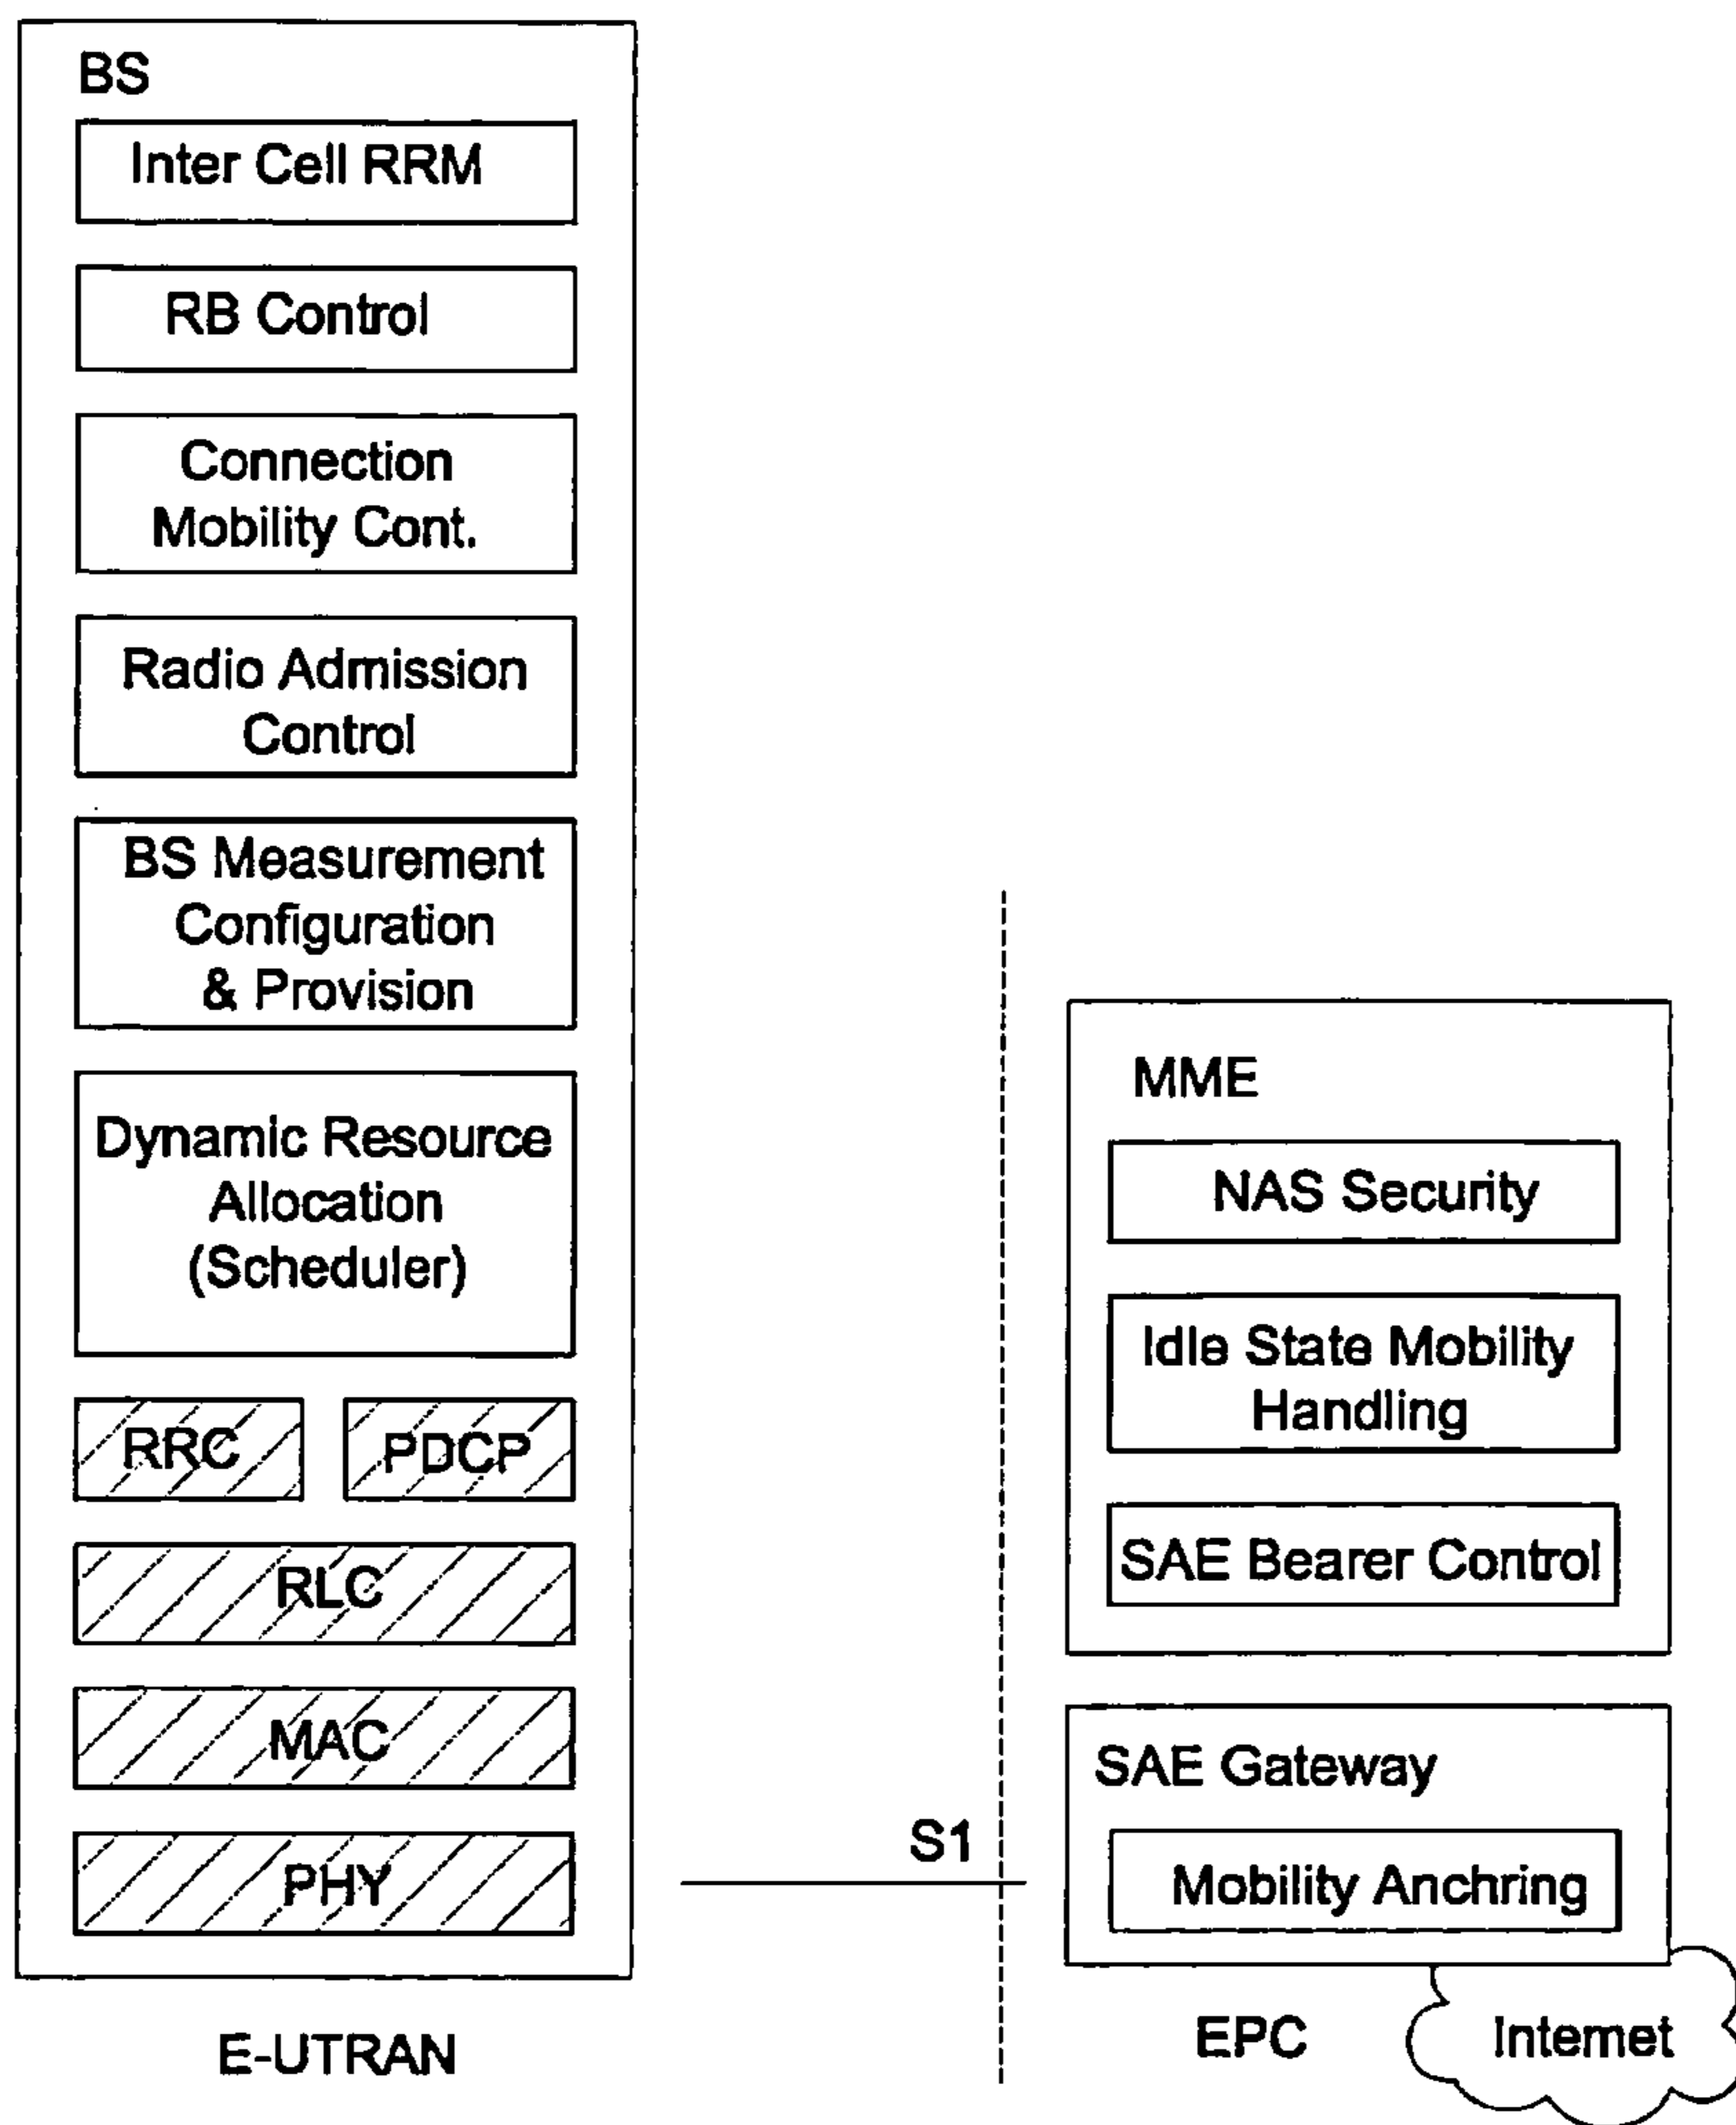 BS
Inter Cell RRM
RB Control
Connection
Mobility Cont.
Radio Admission
Control
BS Measurement
Configuration
& Provision
Dynamic Resource
Allocation
(Scheduler)
RRC
PDCP
RLC
MAC
PHY
E-UTRAN
S1
MME
NAS Security
Idle State Mobility
Handling
SAE Bearer Control
SAE Gateway
Mobility Anchring
EPC
Internet